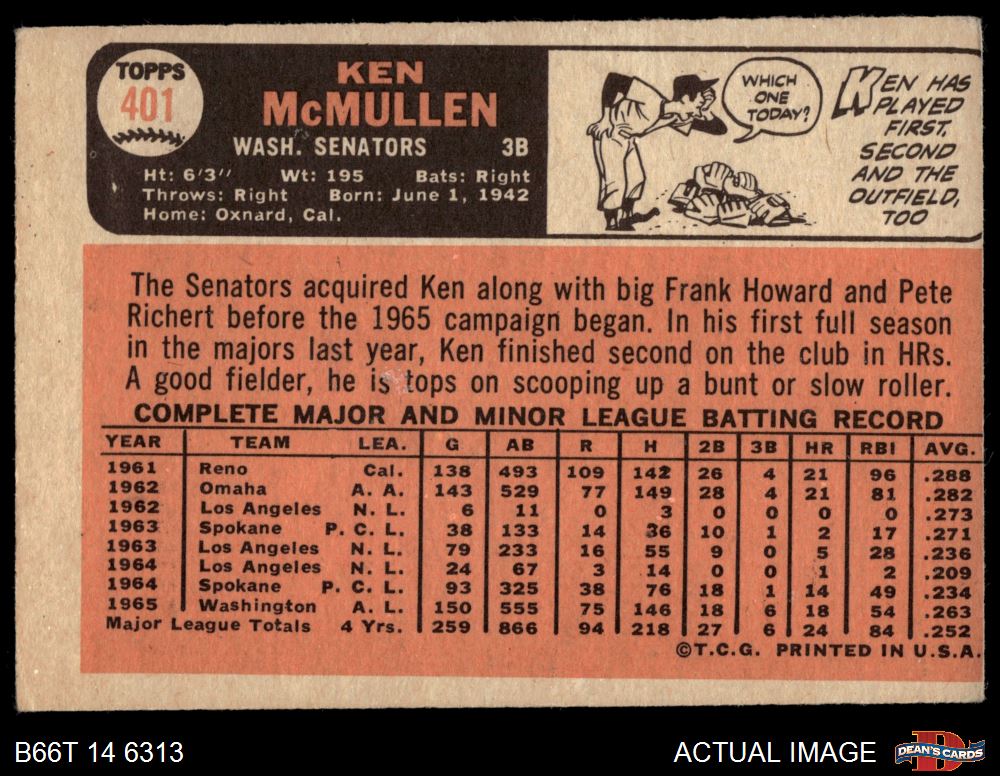 TOPPS
401
KEN
McMULLEN
WASH. SENATORS 3B
Ht: 6'3" Wt: 195 Bats: Right
Throws: Right Born: June 1, 1942
Home: Oxnard, Cal.
WHICH
ONE
TODAY?
KEN HAS
PLAYED
FIRST,
SECOND
AND THE
OUTFIELD,
TOO
The Senators acquired Ken along with big Frank Howard and Pete
Richert before the 1965 campaign began. In his first full season
in the majors last year, Ken finished second on the club in HRs.
A good fielder, he is tops on scooping up a bunt or slow roller.
COMPLETE MAJOR AND MINOR LEAGUE BATTING RECORD
YEAR TEAM LEA. G AB R H 2B 3B HR RBI AVG.
1961 Reno Cal. 138 493 109 142 26 4 21 96 .288
1962 Omaha A. A. 143 529 77 149 28 4 21 81 .282
1962 Los Angeles N. L. 6 11 0 3 0 0 0 0 .273
1963 Spokane P. C. L. 38 133 14 36 10 1 2 17 .271
1963 Los Angeles N. L. 79 233 16 55 9 0 5 28 .236
1964 Los Angeles N. L. 24 67 3 14 0 0 1 2 .209
1964 Spokane P. C. L. 93 325 38 76 18 1 14 49 .234
1965 Washington A. L. 150 555 75 146 18 6 18 54 .263
Major League Totals 4 Yrs. 259 866 94 218 27 6 24 84 .252
©T.C.G. PRINTED IN U.S.A.
B66T 14 6313
ACTUAL IMAGE
D
DEAN'S CARDS